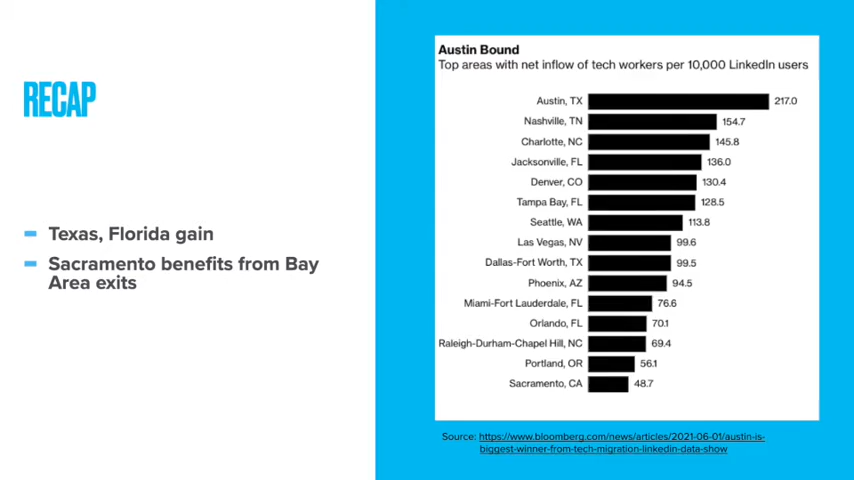 RECAP
Texas, Florida gain
Sacramento benefits from Bay
Area exits
Austin Bound
Top areas with net inflow of tech workers per 10,000 LinkedIn users
Austin, TX 217.0
Nashville, TN 154.7
Charlotte, NC 145.8
Jacksonville, FL 136.0
Denver, CO 130.4
Tampa Bay, FL 128.5
Seattle, WA 113.8
Las Vegas, NV 99.6
Dallas-Fort Worth, TX 99.5
Phoenix, AZ 94.5
Miami-Fort Lauderdale, FL 76.6
Orlando, FL 70.1
Raleigh-Durham-Chapel Hill, NC 69.4
Portland, OR 56.1
Sacramento, CA 48.7
Source: https://www.bloomberg.com/news/articles/2021-06-01/austin-is-
biggest-winner-from-tech-migration-linkedin-data-show